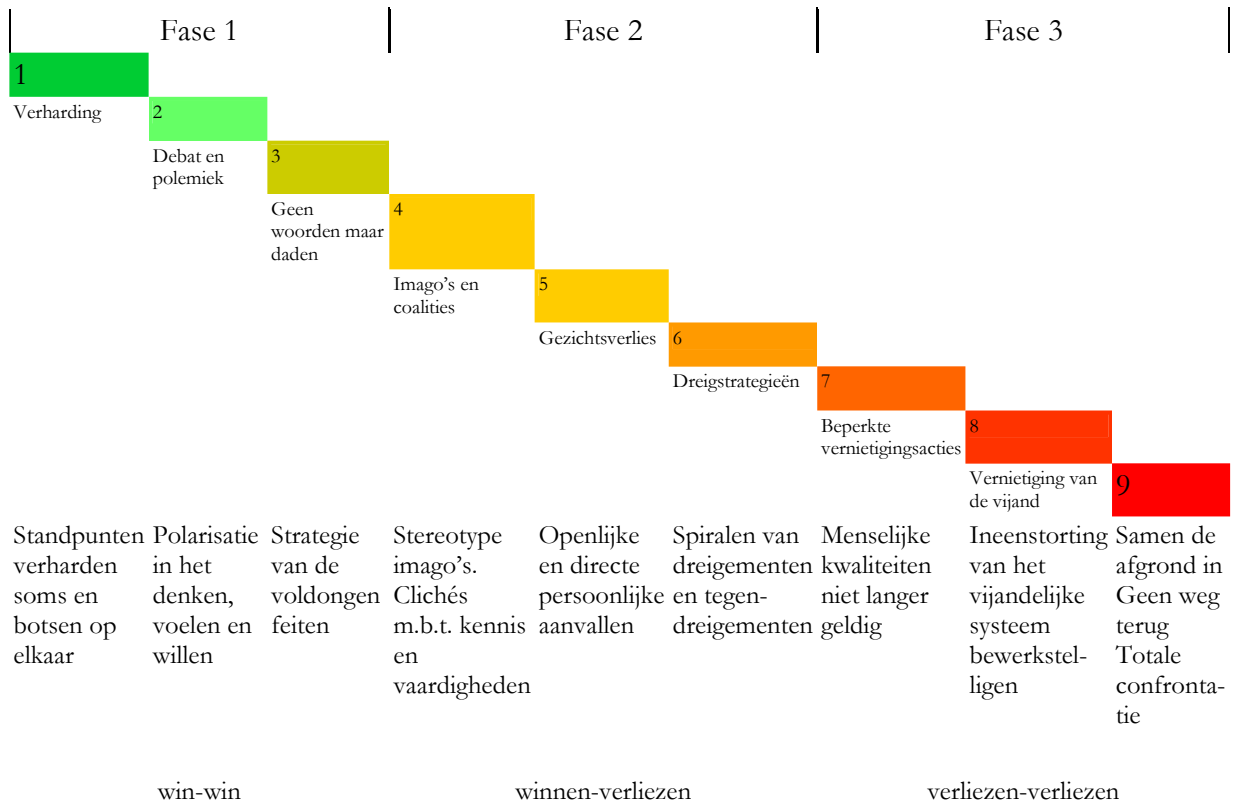 Fase 1
Fase 2
Fase 3
1
Verharding
2
Debat en
polemiek
3
Geen
woorden maar
daden
4
Imago’s en
coalities
5
Gezichtsverlies
6
Dreigstrategieën
7
Beperkte
vernietigingsacties
8
Vernietiging van
de vijand
9
Standpunten
verharden
soms en
botsen op
elkaar
Polarisatie
in het
denken,
voelen en
willen
Strategie
van de
voldongen
feiten
Stereotype
imago’s.
Clichés
m.b.t. kennis
en
vaardigheden
Openlijke
en directe
persoonlijke
aanvallen
Spiralen van
dreigementen
en tegen-
dreigementen
Menselijke
kwaliteiten
niet langer
geldig
Ineenstorting
van het
vijandelijke
systeem
bewerkstel-
ligen
Samen de
afgrond in
Geen weg
terug
Totale
confronta-
tie
win-win
winnen-verliezen
verliezen-verliezen